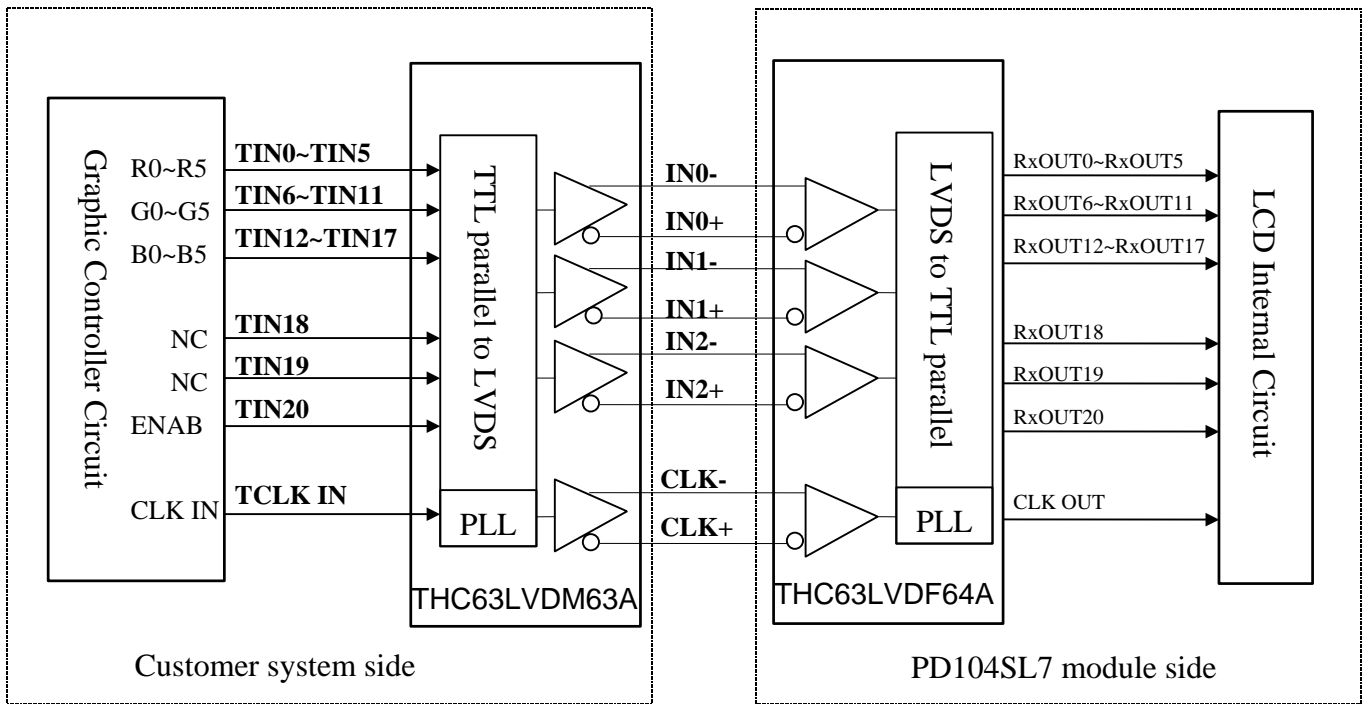 Graphic Controller Circuit
R0~R5
G0~G5
B0~B5
NC
NC
ENAB
CLK IN
TIN0~TIN5
TIN6~TIN11
TIN12~TIN17
TIN18
TIN19
TIN20
TCLK IN
TTL parallel to LVDS
PLL
THC63LVDM63A
Customer system side
IN0-
IN0+
IN1-
IN1+
IN2-
IN2+
CLK-
CLK+
LVDS to TTL parallel
PLL
THC63LVDF64A
RxOUT0~RxOUT5
RxOUT6~RxOUT11
RxOUT12~RxOUT17
RxOUT18
RxOUT19
RxOUT20
CLK OUT
LCD Internal Circuit
PD104SL7 module side